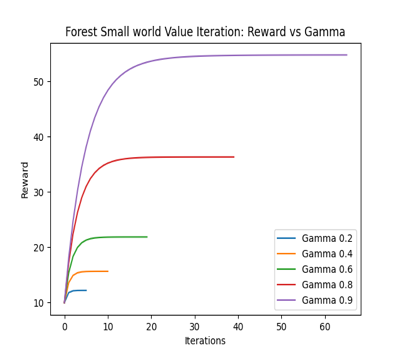 Forest Small world Value Iteration: Reward vs Gamma
50
40
30
20
10
Reward
0 10 20 30 40 50 60
Iterations
Gamma 0.2
Gamma 0.4
Gamma 0.6
Gamma 0.8
Gamma 0.9